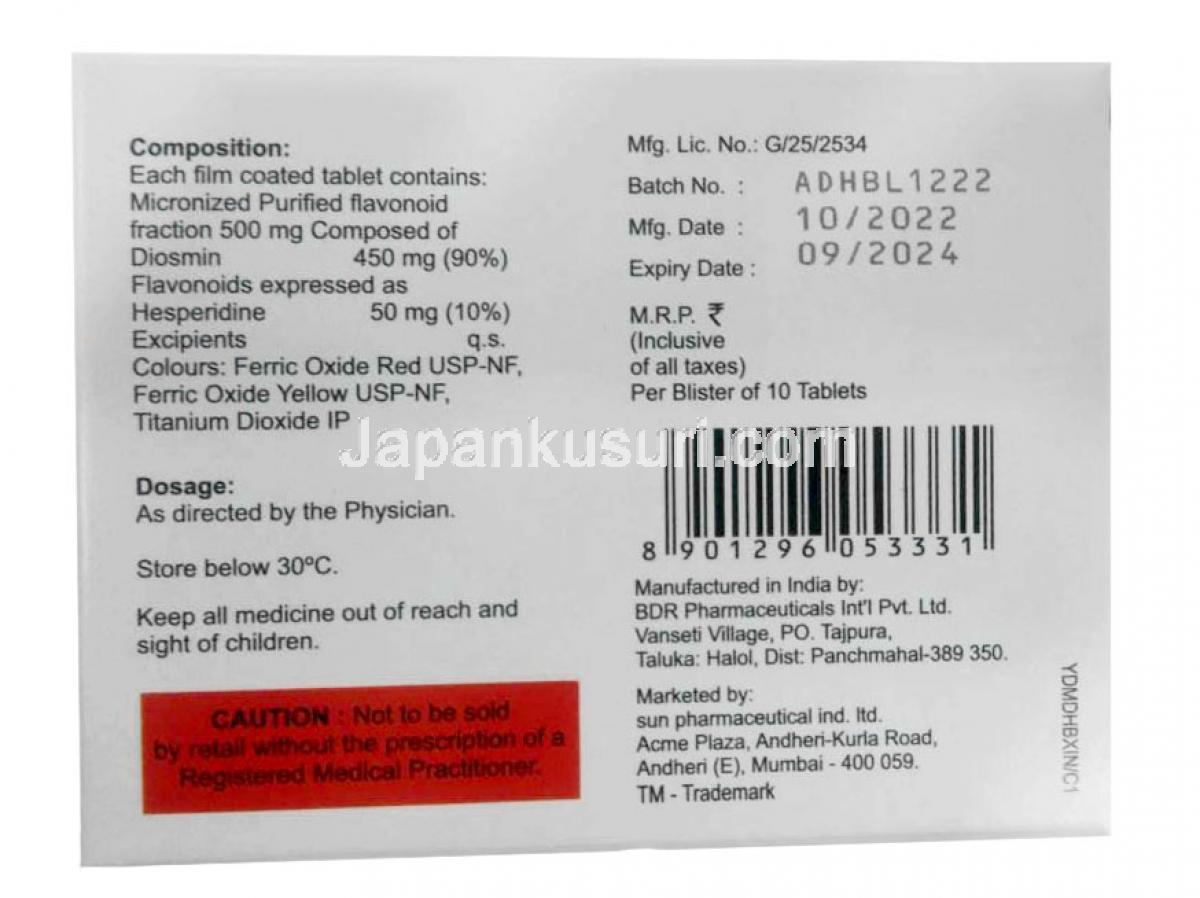 Composition:
Each film coated tablet contains:
Micronized Purified flavonoid
fraction 500 mg Composed of
Diosmin 450 mg (90%)
Flavonoids expressed as
Hesperidine 50 mg (10%)
Excipients q.s.
Colours: Ferric Oxide Red USP-NF,
Ferric Oxide Yellow USP-NF,
Titanium Dioxide IP
Dosage:
As directed by the Physician.
Store below 30ºC.
Keep all medicine out of reach and
sight of children.
CAUTION : Not to be sold
by retail without the prescription of a
Registered Medical Practitioner.
Mfg. Lic. No.: G/25/2534
Batch No. : ADHBL1222
Mfg. Date : 10/2022
Expiry Date : 09/2024
M.R.P. ₹
(Inclusive
of all taxes)
Per Blister of 10 Tablets
Japankusuri.com
8 901296 053331
Manufactured in India by:
BDR Pharmaceuticals Int'l Pvt. Ltd.
Vanseti Village, PO. Tajpura,
Taluka: Halol, Dist: Panchmahal-389 350.
Marketed by:
sun pharmaceutical ind. ltd.
Acme Plaza, Andheri-Kurla Road,
Andheri (E), Mumbai - 400 059.
TM - Trademark
YDMDHBXIN/C1